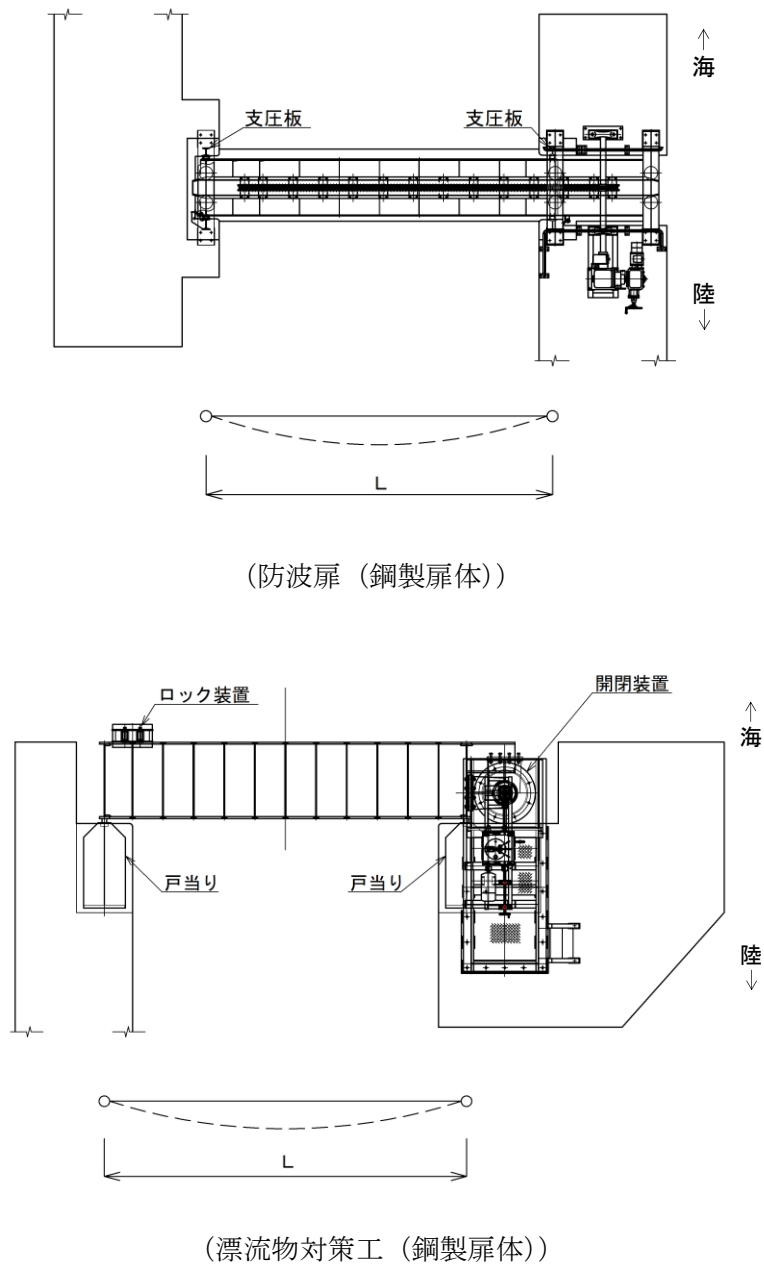 海
支圧板
支圧板
陸
L
(防波扉（鋼製扉体）)
ロック装置
開閉装置
海
戸当り
戸当り
陸
L
(漂流物対策工（鋼製扉体）)